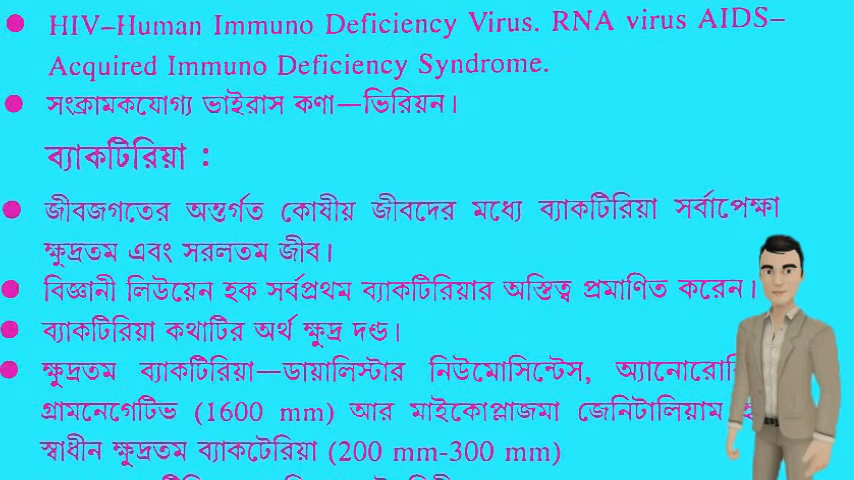 HIV–Human Immuno Deficiency Virus. RNA virus AIDS–
Acquired Immuno Deficiency Syndrome.
সংক্রামকযোগ্য ভাইরাস কণা—ভিরিয়ন।
ব্যাকটিরিয়া :
জীবজগতের অন্তর্গত কোষীয় জীবদের মধ্যে ব্যাকটিরিয়া সর্বাপেক্ষা
ক্ষুদ্রতম এবং সরলতম জীব।
বিজ্ঞানী লিউয়েন হক সর্বপ্রথম ব্যাকটিরিয়ার অস্তিত্ব প্রমাণিত করেন।
ব্যাকটিরিয়া কথাটির অর্থ ক্ষুদ্র দণ্ড।
ক্ষুদ্রতম ব্যাকটিরিয়া—ডায়ালিস্টার নিউমোসিন্টেস,
গ্রামনেগেটিভ (1600 mm) আর মাইকোপ্লাজমা জেনিটালিয়াম
স্বাধীন ক্ষুদ্রতম ব্যাকটেরিয়া (200 mm-300 mm)